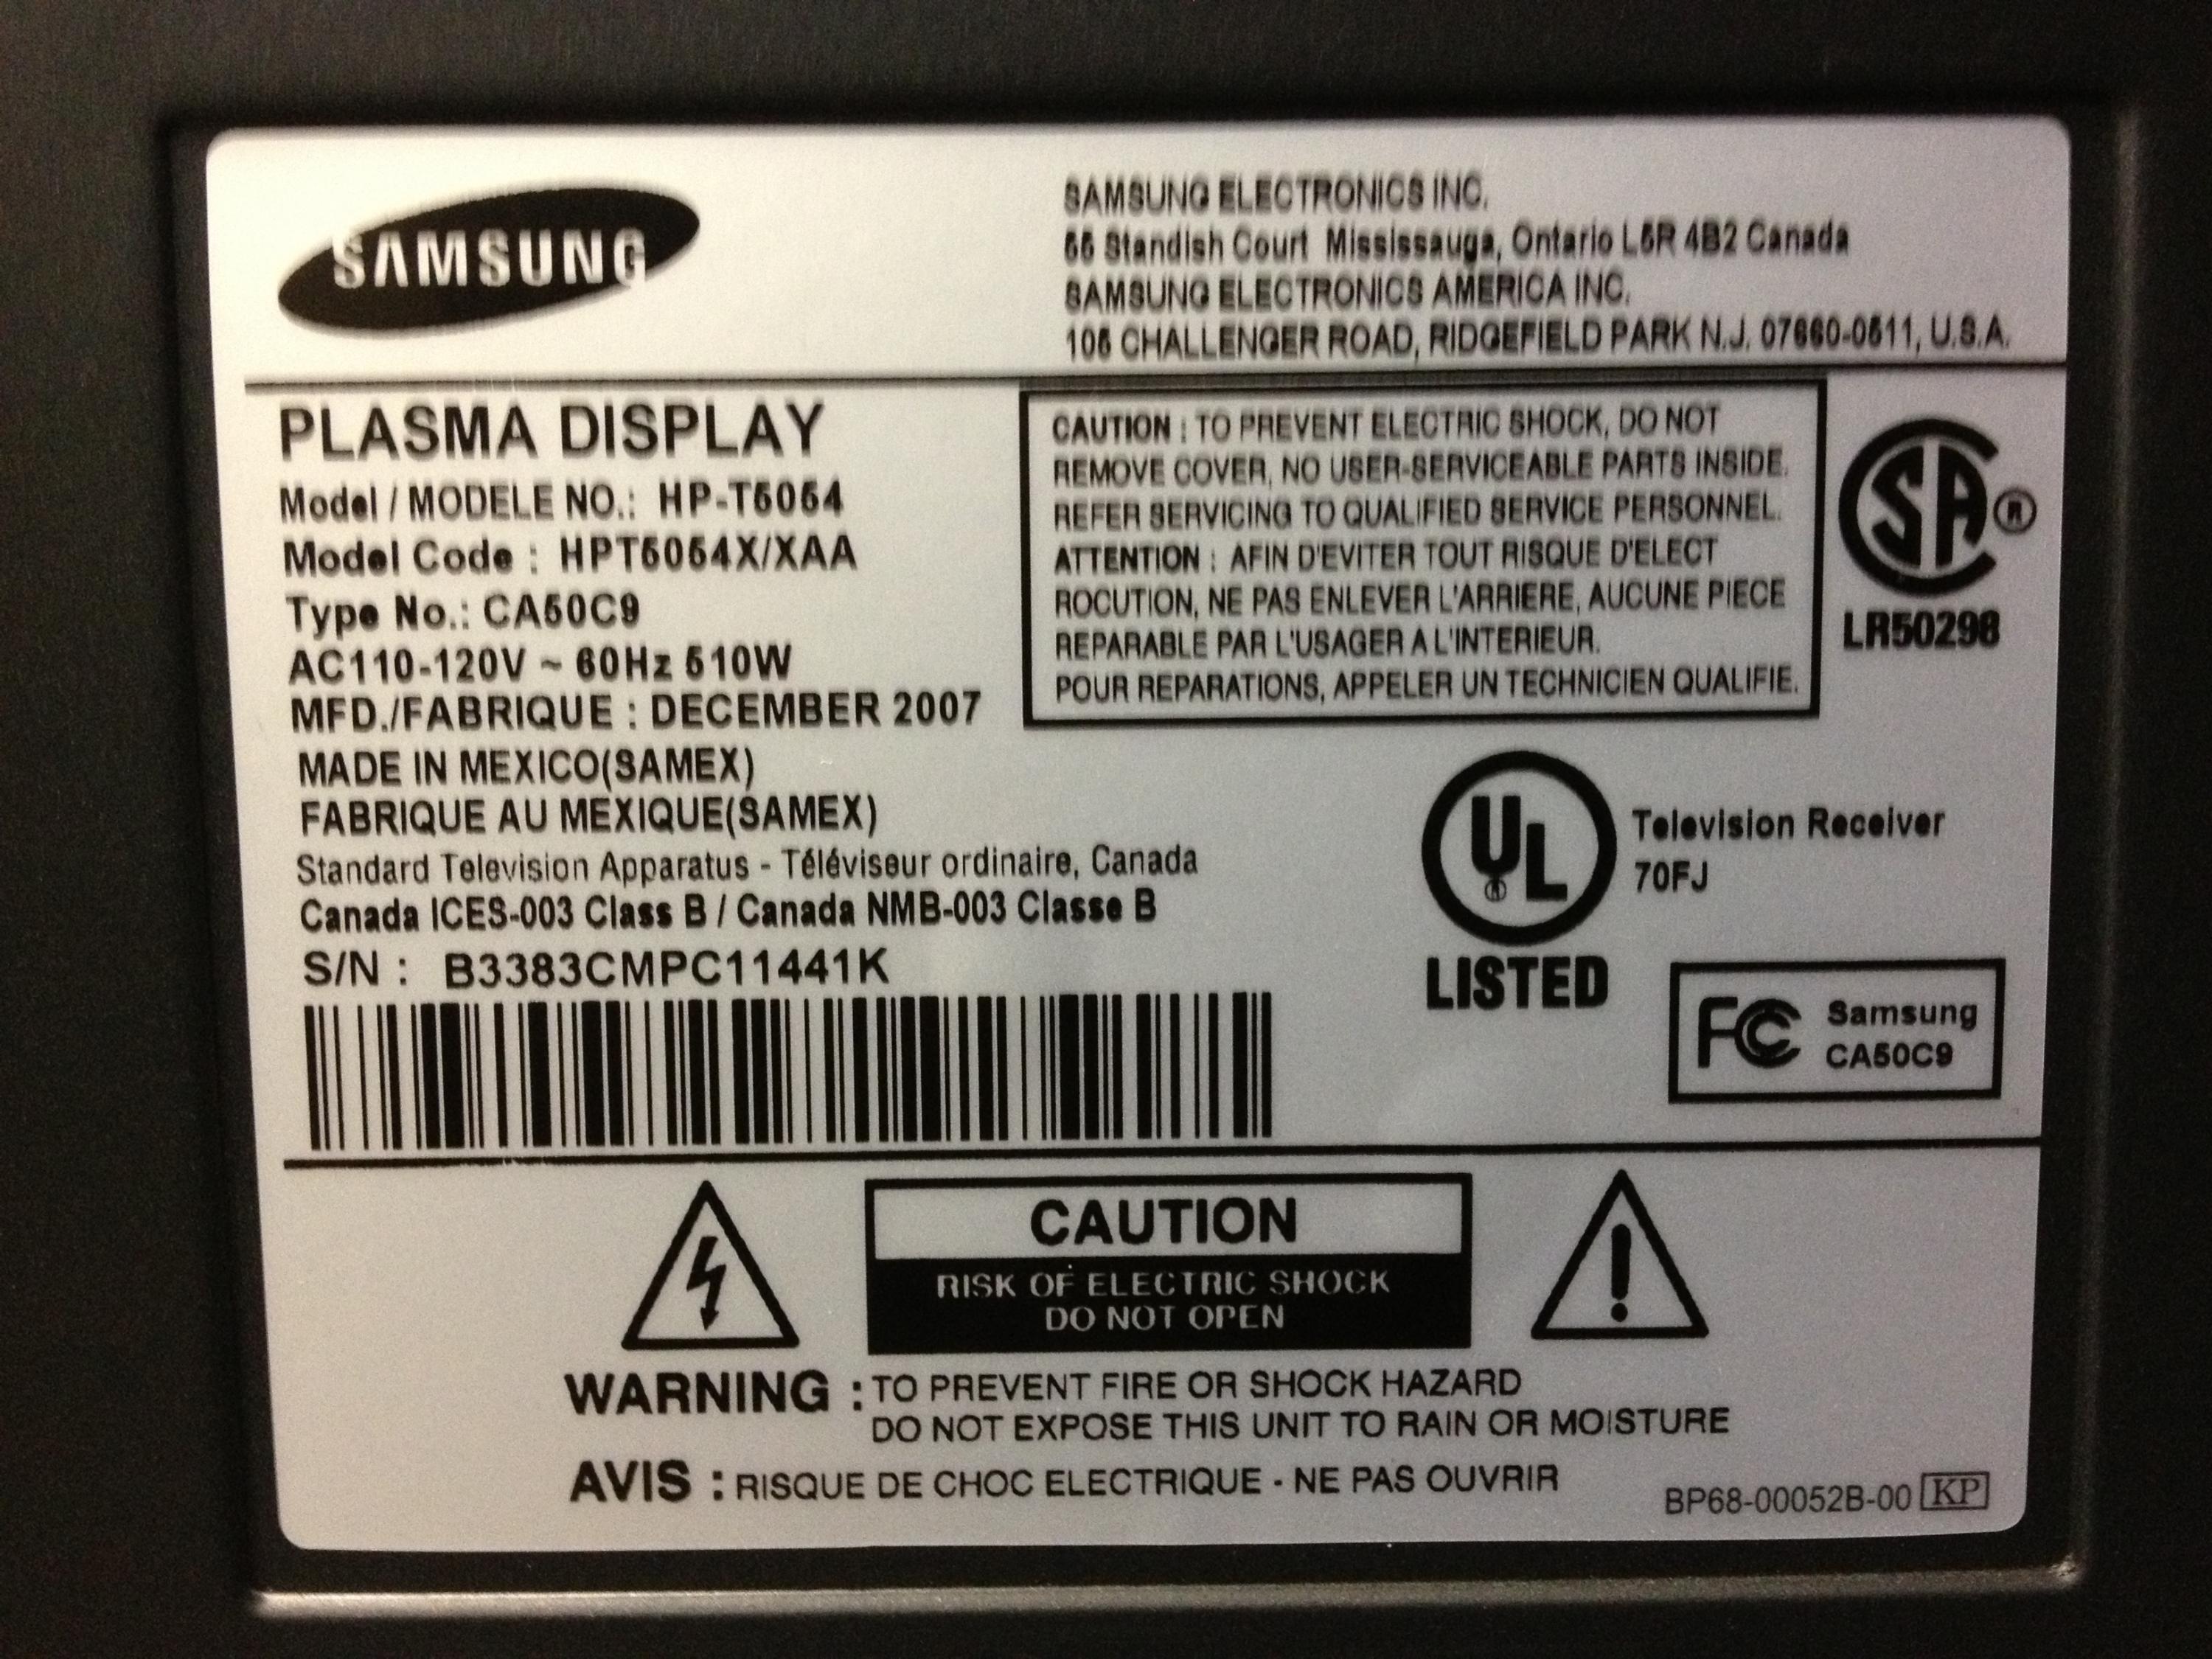 SAMSUNG
SAMSUNG ELECTRONICS INC.
55 Standish Court Mississauga, Ontario L5R 4B2 Canada
SAMSUNG ELECTRONICS AMERICA INC.
105 CHALLENGER ROAD, RIDGEFIELD PARK N.J. 07660-0511, U.S.A.
PLASMA DISPLAY
Model / MODELE NO.: HP-T5054
Model Code : HPT5054X/XAA
Type No.: CA50C9
AC110-120V ~ 60Hz 510W
MFD./FABRIQUE : DECEMBER 2007
MADE IN MEXICO(SAMEX)
FABRIQUE AU MEXIQUE(SAMEX)
Standard Television Apparatus - Téléviseur ordinaire, Canada
Canada ICES-003 Class B / Canada NMB-003 Classe B
S/N : B3383CMPC11441K
CAUTION : TO PREVENT ELECTRIC SHOCK, DO NOT
REMOVE COVER, NO USER-SERVICEABLE PARTS INSIDE.
REFER SERVICING TO QUALIFIED SERVICE PERSONNEL.
ATTENTION : AFIN D'EVITER TOUT RISQUE D'ELECT
ROCUTION, NE PAS ENLEVER L'ARRIERE, AUCUNE PIECE
REPARABLE PAR L'USAGER A L'INTERIEUR.
POUR REPARATIONS, APPELER UN TECHNICIEN QUALIFIE.
CSA ®
LR50298
UL ®
LISTED
Television Receiver
70FJ
FC
Samsung
CA50C9
CAUTION
RISK OF ELECTRIC SHOCK
DO NOT OPEN
WARNING : TO PREVENT FIRE OR SHOCK HAZARD
DO NOT EXPOSE THIS UNIT TO RAIN OR MOISTURE
AVIS : RISQUE DE CHOC ELECTRIQUE - NE PAS OUVRIR
BP68-00052B-00 KP